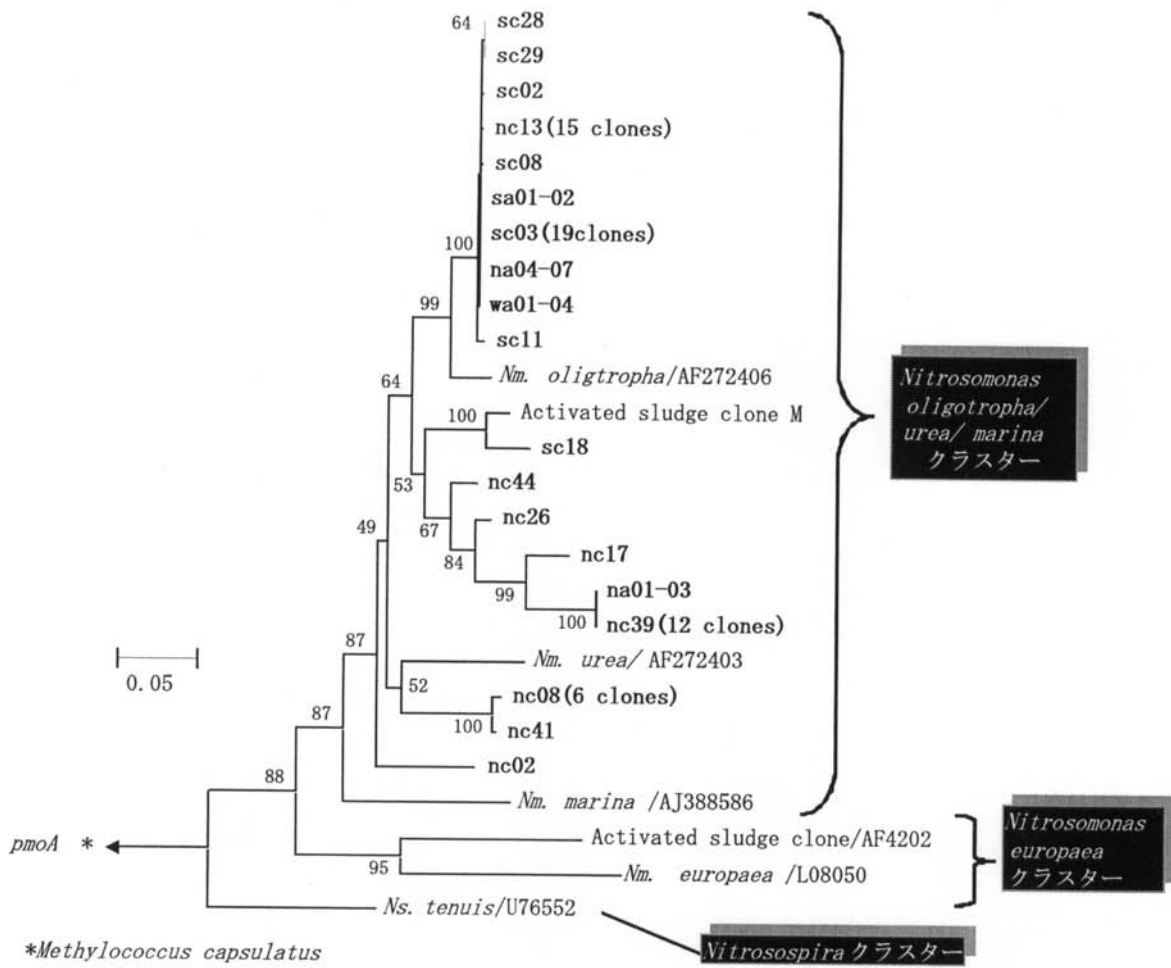 64
sc28
sc29
sc02
nc13(15 clones)
sc08
sa01-02
sc03(19clones)
100
na04-07
wa01-04
99
sc11
Nm. oligtropha/AF272406
64
Activated sludge clone M
100
sc18
53
nc44
67
nc26
49
84
nc17
99
na01-03
100
nc39(12 clones)
87
Nm. urea/ AF272403
52
nc08(6 clones)
100
nc41
87
nc02
88
Nm. marina /AJ388586
Activated sludge clone/AF4202
95
Nm. europaea /L08050
Ns. tenuis/U76552
0.05
pmoA *
*Methylococcus capsulatus
Nitrosomonas
oligotropha/
urea/ marina
クラスター
Nitrosomonas
europaea
クラスター
Nitrosospira クラスター